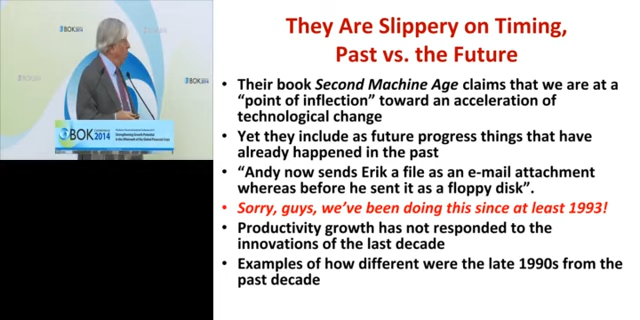 They Are Slippery on Timing,
Past vs. the Future
• Their book Second Machine Age claims that we are at a
“point of inflection” toward an acceleration of
technological change
• Yet they include as future progress things that have
already happened in the past
• “Andy now sends Erik a file as an e-mail attachment
whereas before he sent it as a floppy disk”.
• Sorry, guys, we’ve been doing this since at least 1993!
• Productivity growth has not responded to the
innovations of the last decade
• Examples of how different were the late 1990s from the
past decade
BOK
BOK
BOK
2014